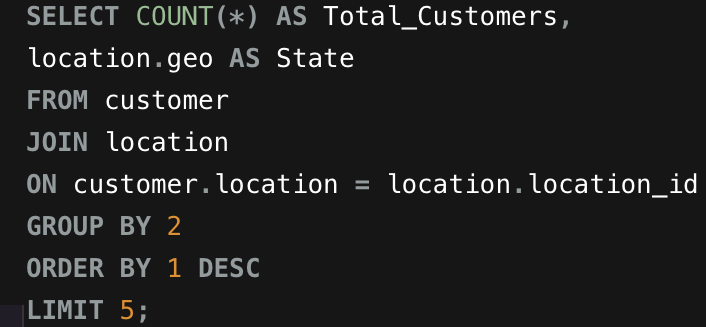 SELECT COUNT(*) AS Total_Customers,
location.geo AS State
FROM customer
JOIN location
ON customer.location = location.location_id
GROUP BY 2
ORDER BY 1 DESC
LIMIT 5;